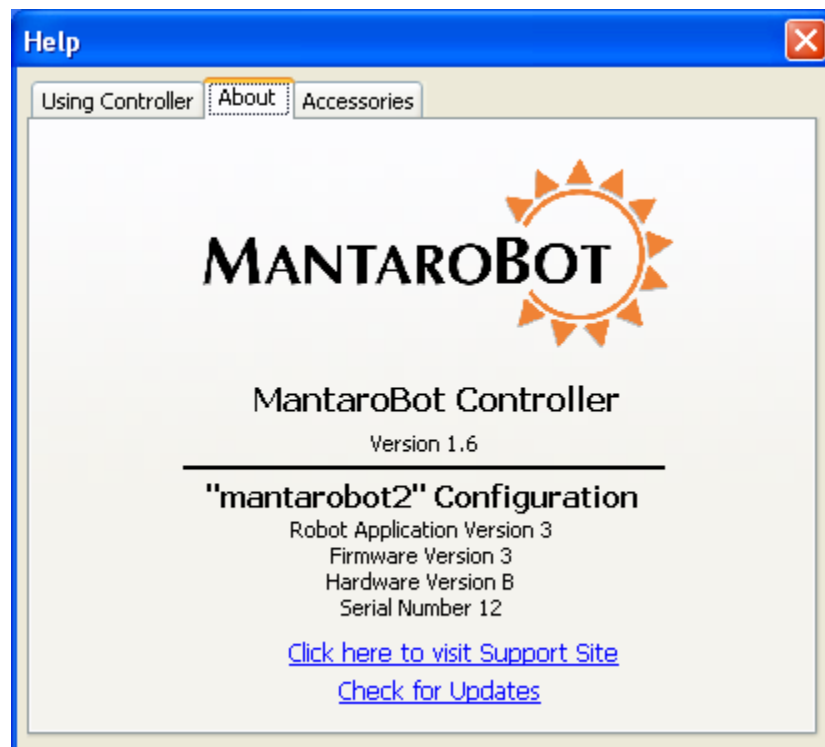 Help
Using Controller About Accessories
MANTAROBOT
MantaroBot Controller
Version 1.6
"mantarobot2" Configuration
Robot Application Version 3
Firmware Version 3
Hardware Version B
Serial Number 12
Click here to visit Support Site
Check for Updates